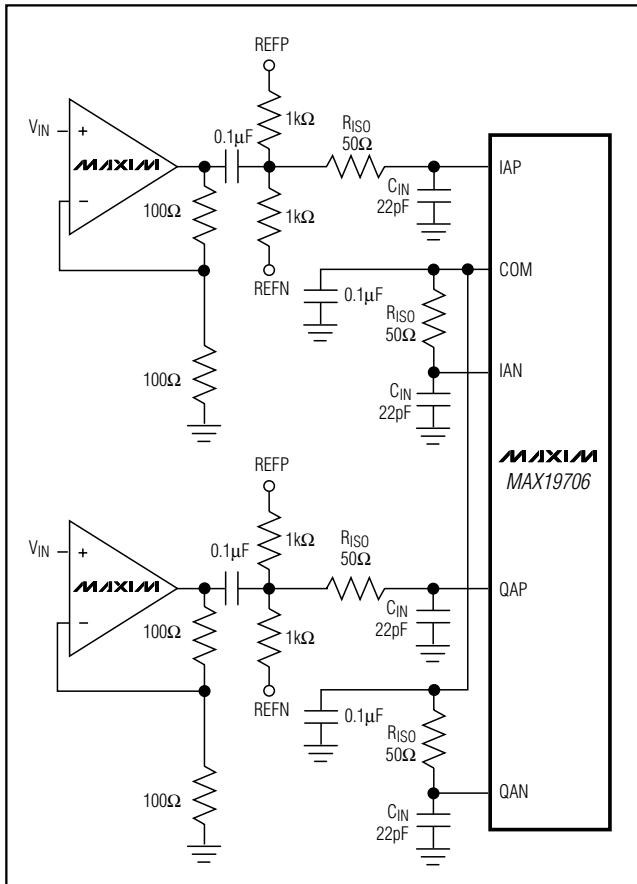 REFP
VIN
+
MAXIM
−
0.1µF
1kΩ
RISO
50Ω
IAP
CIN
22pF
100Ω
1kΩ
REFN
COM
0.1µF
RISO
50Ω
IAN
CIN
22pF
100Ω
MAXIM
MAX19706
REFP
VIN
+
MAXIM
−
0.1µF
1kΩ
RISO
50Ω
QAP
CIN
22pF
100Ω
1kΩ
REFN
0.1µF
RISO
50Ω
QAN
CIN
22pF
100Ω